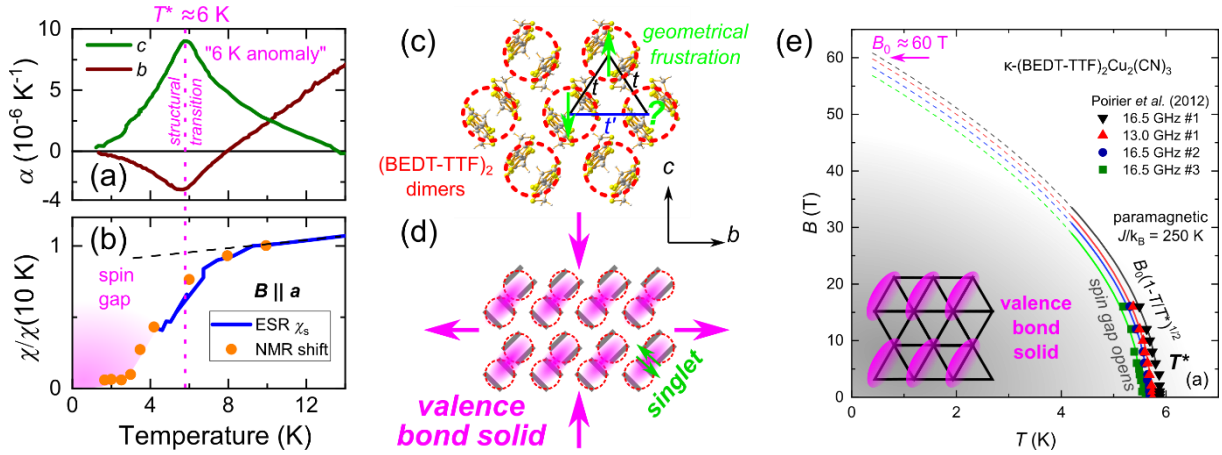 T* ≈ 6 K
10
c
b
"6 K anomaly"
5
0
-4
α (10⁻⁶ K⁻¹)
structural
transition
(a)
(b)
1
0
χ/χ(10 K)
spin
gap
B || a
ESR χₛ
NMR shift
0 4 8 12
Temperature (K)
(c)
geometrical
frustration
t
t
t'
?
(BEDT-TTF)₂
dimers
c
b
(d)
singlet
valence
bond solid
(e)
B₀ ≈ 60 T
κ-(BEDT-TTF)₂Cu₂(CN)₃
Poirier et al. (2012)
16.5 GHz #1
13.0 GHz #1
16.5 GHz #2
16.5 GHz #3
paramagnetic
J/k_B = 250 K
B₀(1-T/T*)^1/2
spin gap opens
T*
(a)
valence
bond
solid
B (T)
60
50
40
30
20
10
0
0 2 4 6
T (K)